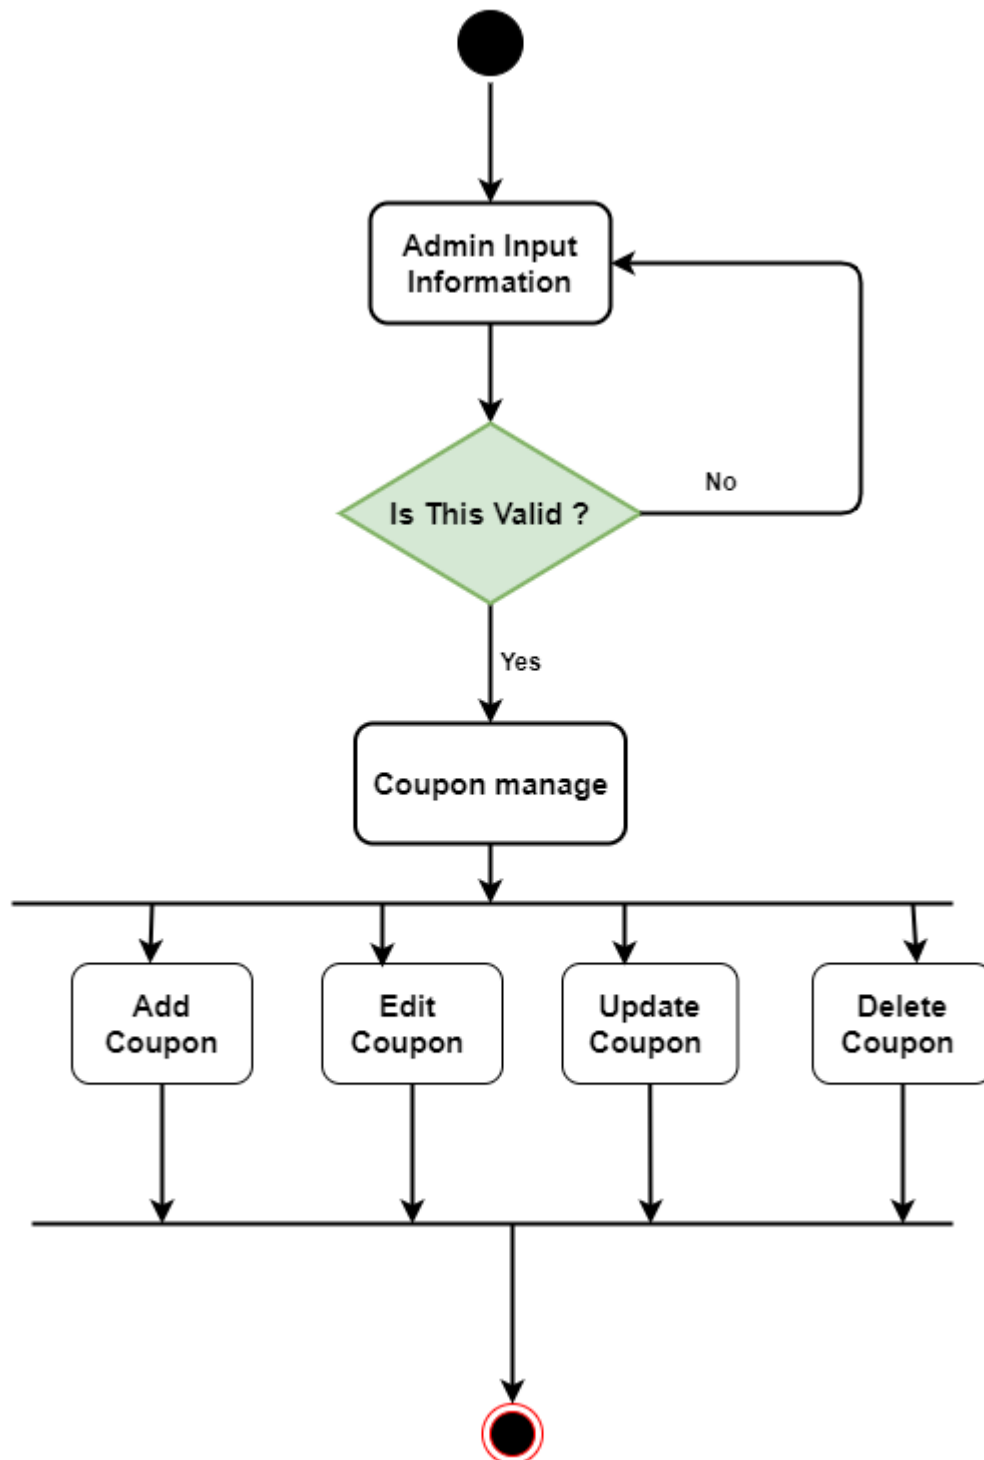 Admin Input
Information
Is This Valid ?
No
Yes
Coupon manage
Add
Coupon
Edit
Coupon
Update
Coupon
Delete
Coupon